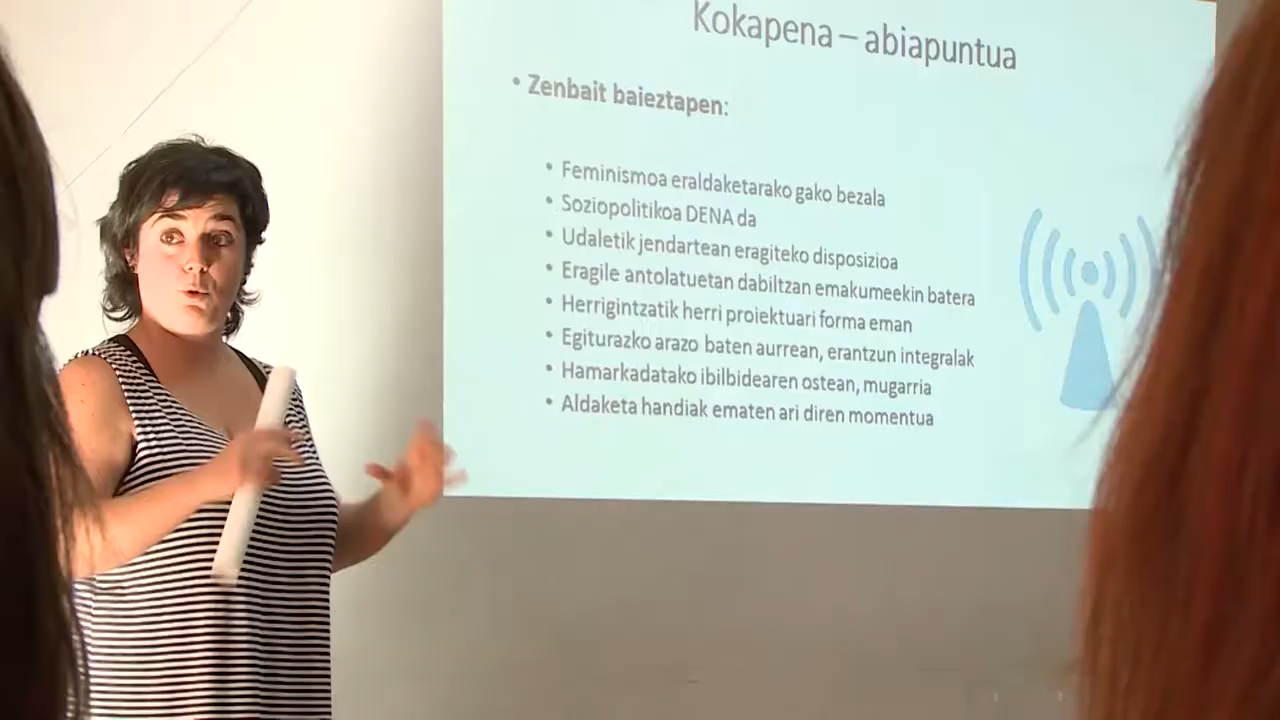 Kokapena – abiapuntua
• Zenbait baieztapen:
• Feminismoa eraldaketarako gako bezala
• Soziopolitikoa DENA da
• Udaletik jendartean eragiteko disposizioa
• Eragile antolatuetan dabiltzan emakumeekin batera
• Herrigintzatik herri proiektuari forma eman
• Egiturazko arazo baten aurrean, erantzun integralak
• Hamarkadatako ibilbidearen ostean, mugarria
• Aldaketa handiak ematen ari diren momentua